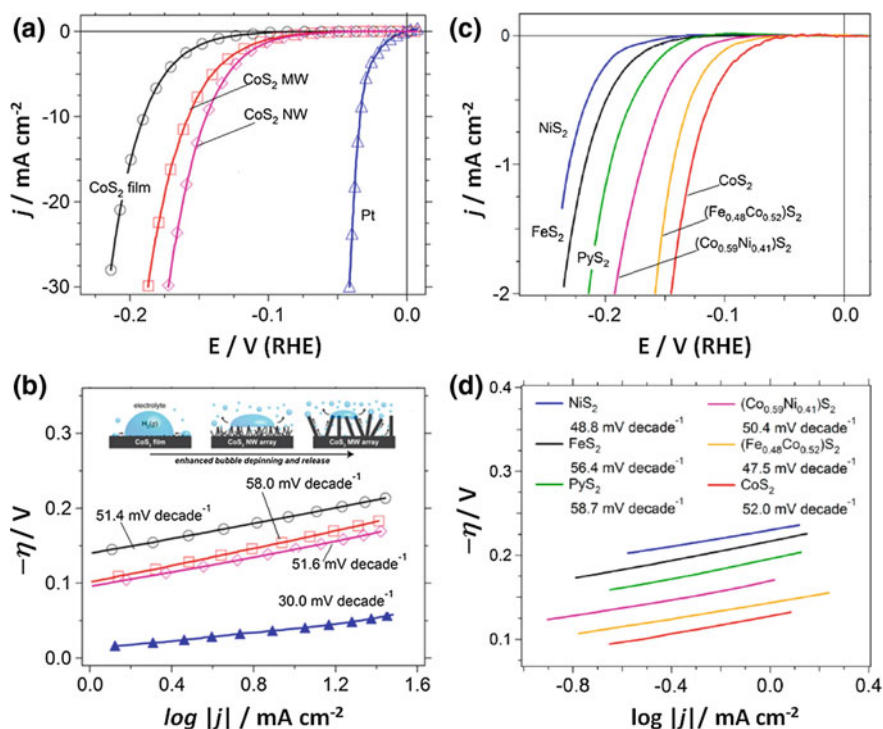 (a)
0
-10
-20
-30
j / mA cm⁻²
CoS₂ MW
CoS₂ NW
CoS₂ film
Pt
-0.2
-0.1
0.0
E / V (RHE)
(c)
0
-1
-2
j / mA cm⁻²
NiS₂
FeS₂
PyS₂
CoS₂
(Fe₀.₄₈Co₀.₅₂)S₂
(Co₀.₅₉Ni₀.₄₁)S₂
-0.2
-0.1
0.0
E / V (RHE)
(b)
0.3
0.2
0.1
0.0
−η/ V
electrolyte
H₂(g)
CoS₂ film
CoS₂ NW array
CoS₂ MW array
enhanced bubble depinning and release
51.4 mV decade⁻¹
58.0 mV decade⁻¹
51.6 mV decade⁻¹
30.0 mV decade⁻¹
0.0
0.4
0.8
1.2
1.6
log |j| / mA cm⁻²
(d)
0.4
0.3
0.2
0.1
−η/ V
NiS₂
48.8 mV decade⁻¹
FeS₂
56.4 mV decade⁻¹
PyS₂
58.7 mV decade⁻¹
(Co₀.₅₉Ni₀.₄₁)S₂
50.4 mV decade⁻¹
(Fe₀.₄₈Co₀.₅₂)S₂
47.5 mV decade⁻¹
CoS₂
52.0 mV decade⁻¹
-0.8
-0.4
0.0
0.4
log |j|/ mA cm⁻²